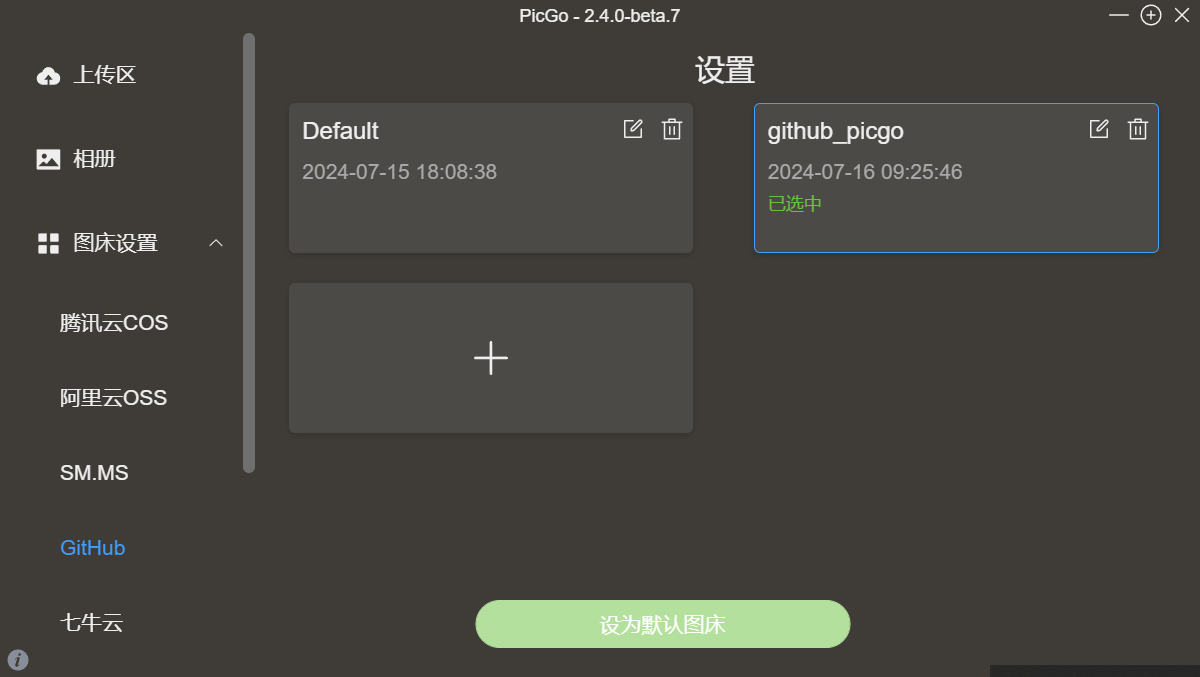 PicGo - 2.4.0-beta.7
上传区
相册
图床设置
腾讯云COS
阿里云OSS
SM.MS
GitHub
七牛云
设置
Default
2024-07-15 18:08:38
github_picgo
2024-07-16 09:25:46
已选中
设为默认图床